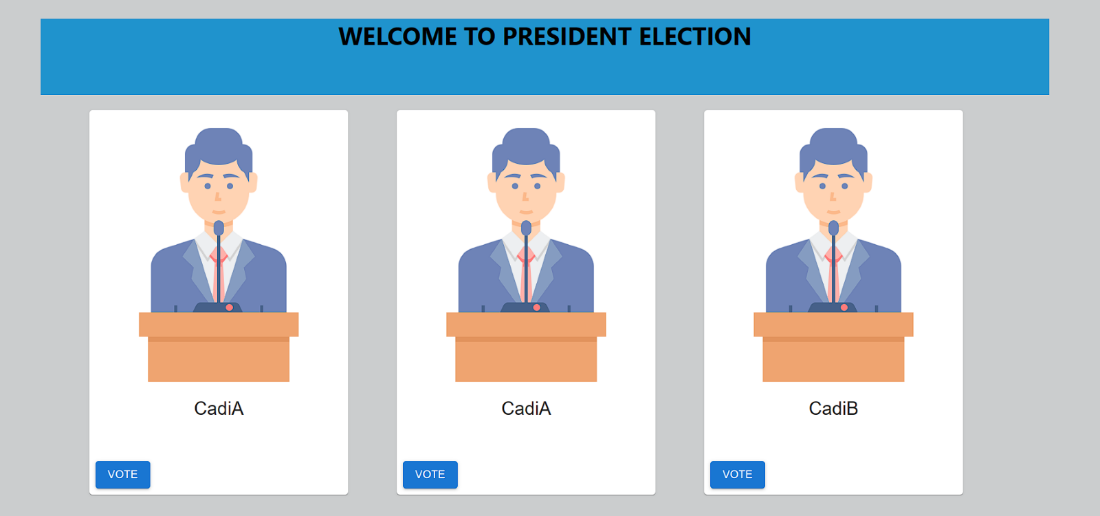 WELCOME TO PRESIDENT ELECTION
CadiA
CadiA
CadiB
VOTE
VOTE
VOTE